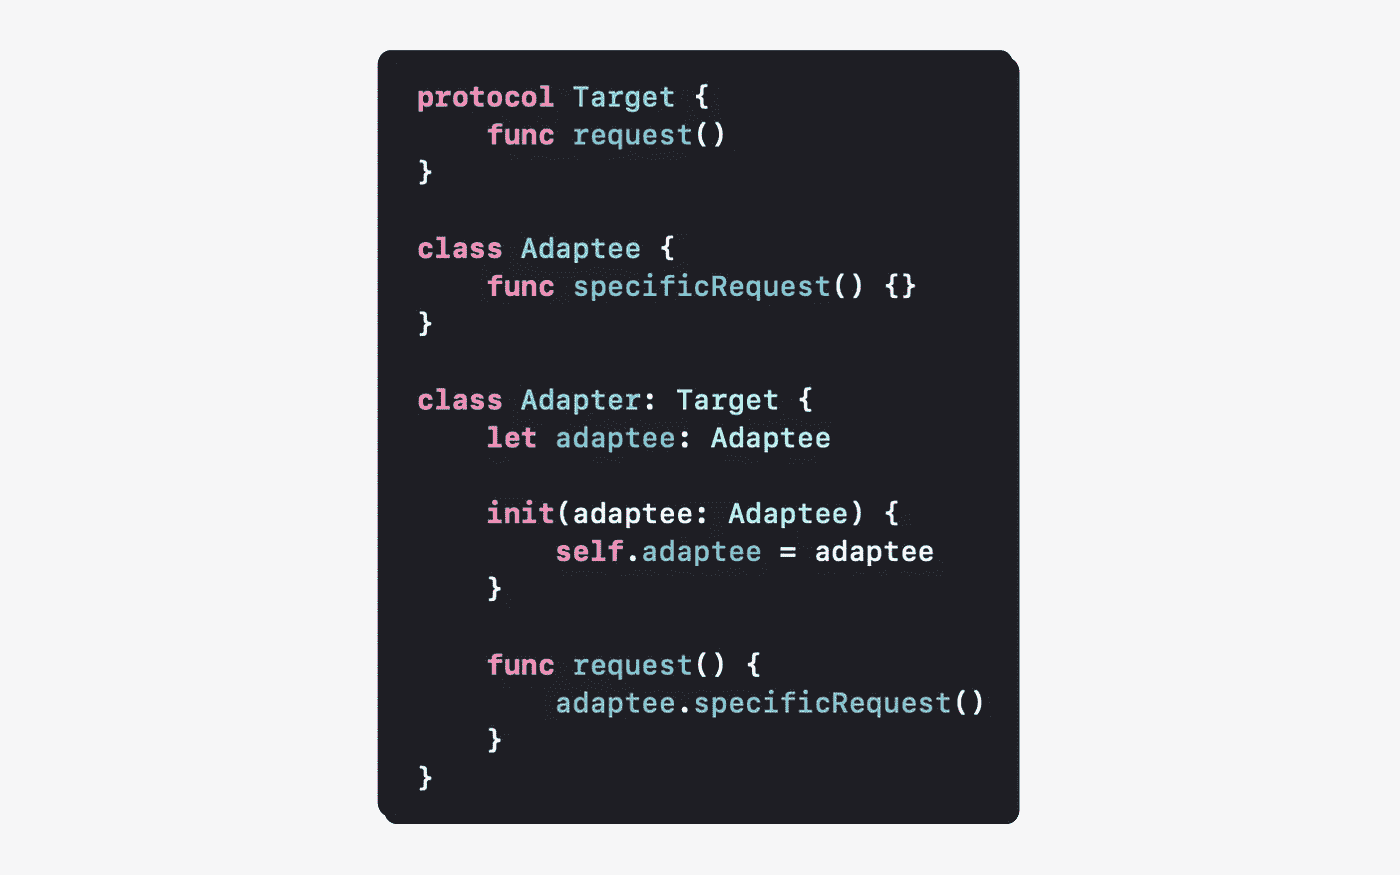 protocol Target {
    func request()
}

class Adaptee {
    func specificRequest() {}
}

class Adapter: Target {
    let adaptee: Adaptee

    init(adaptee: Adaptee) {
        self.adaptee = adaptee
    }

    func request() {
        adaptee.specificRequest()
    }
}